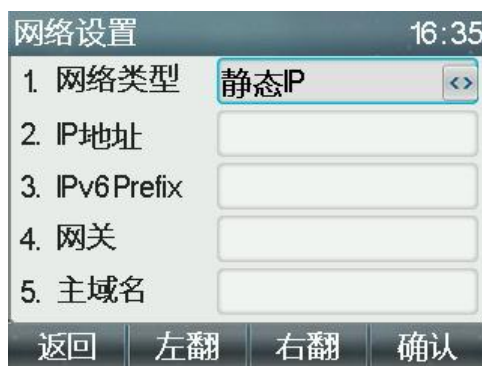 网络设置 16:35
1. 网络类型 静态IP <>
2. IP地址
3. IPv6 Prefix
4. 网关
5. 主域名
返回 左翻 右翻 确认